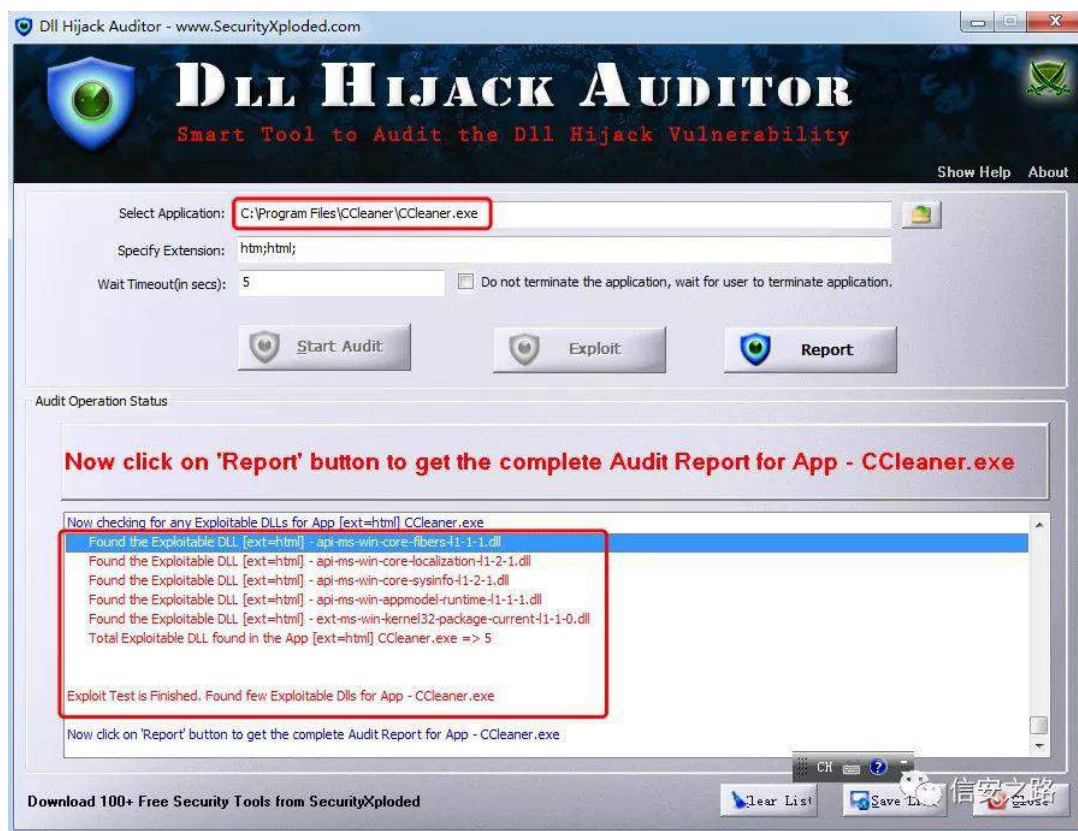 Dll Hijack Auditor - www.SecurityXploded.com
DLL HIJACK AUDITOR
Smart Tool to Audit the Dll Hijack Vulnerability
Show Help About
Select Application: C:\Program Files\CCleaner\CCleaner.exe
Specify Extension: htm;html;
Wait Timeout(in secs): 5 Do not terminate the application, wait for user to terminate application.
Start Audit Exploit Report
Audit Operation Status
Now click on 'Report' button to get the complete Audit Report for App - CCleaner.exe
Now checking for any Exploitable DLLs for App [ext=html] CCleaner.exe
Found the Exploitable DLL [ext=html] - api-ms-win-core-fibers-l1-1-1.dll
Found the Exploitable DLL [ext=html] - api-ms-win-core-localization-l1-2-1.dll
Found the Exploitable DLL [ext=html] - api-ms-win-core-sysinfo-l1-2-1.dll
Found the Exploitable DLL [ext=html] - api-ms-win-appmodel-runtime-l1-1-1.dll
Found the Exploitable DLL [ext=html] - ext-ms-win-kernel32-package-current-l1-1-0.dll
Total Exploitable DLL found in the App [ext=html] CCleaner.exe => 5
Exploit Test is Finished. Found few Exploitable Dlls for App - CCleaner.exe
Now click on 'Report' button to get the complete Audit Report for App - CCleaner.exe
CH
Download 100+ Free Security Tools from SecurityXploded Clear List Save 信安之路